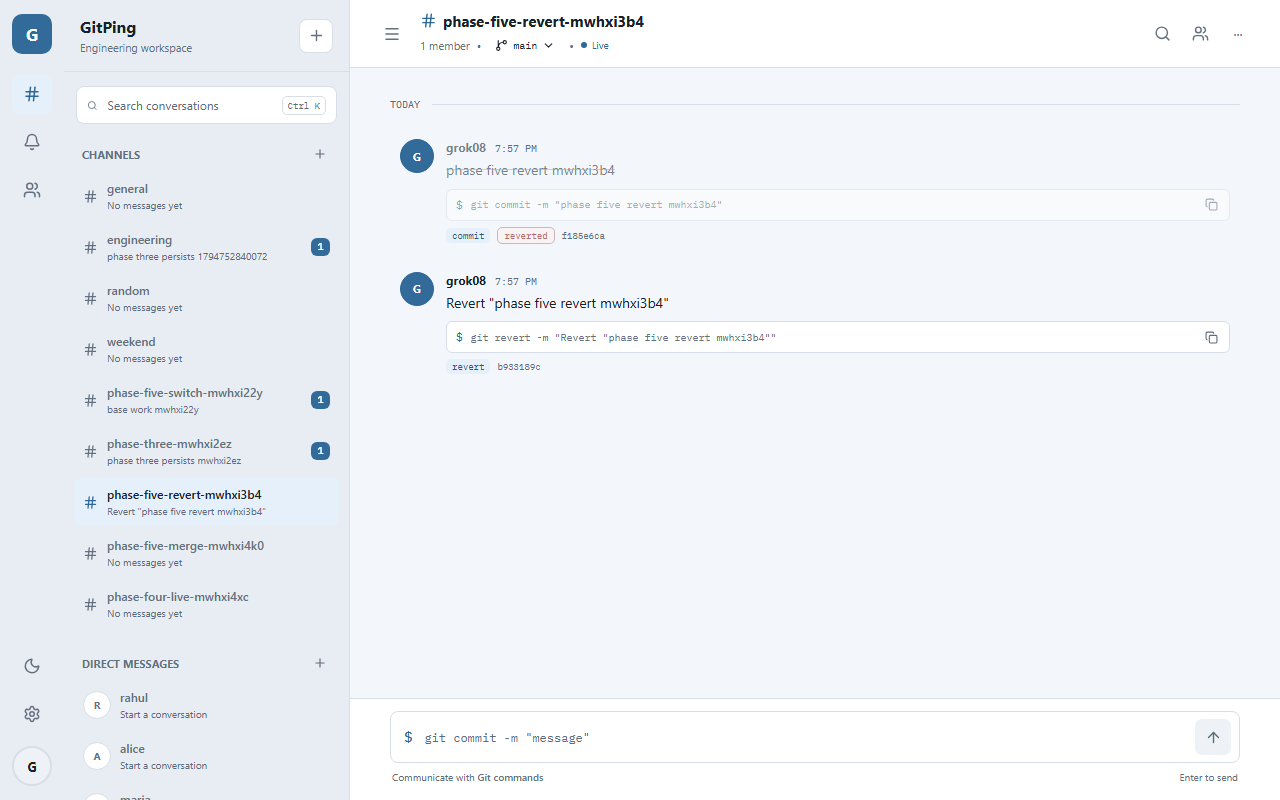 G
GitPing
Engineering workspace
Search conversations
Ctrl K
CHANNELS
general
No messages yet
engineering
phase three persists 1794752840072
1
random
No messages yet
weekend
No messages yet
phase-five-switch-mwhxi22y
base work mwhxi22y
1
phase-three-mwhxi2ez
phase three persists mwhxi2ez
1
phase-five-revert-mwhxi3b4
Revert "phase five revert mwhxi3b4"
phase-five-merge-mwhxi4k0
No messages yet
phase-four-live-mwhxi4xc
No messages yet
DIRECT MESSAGES
R
rahul
Start a conversation
A
alice
Start a conversation
maria
G
# phase-five-revert-mwhxi3b4
1 member • main • Live
TODAY
G
grok08 7:57 PM
phase five revert mwhxi3b4
$ git commit -m "phase five revert mwhxi3b4"
commit reverted f185e6ca
G
grok08 7:57 PM
Revert "phase five revert mwhxi3b4"
$ git revert -m "Revert "phase five revert mwhxi3b4""
revert b933189c
$ git commit -m "message"
Communicate with Git commands
Enter to send